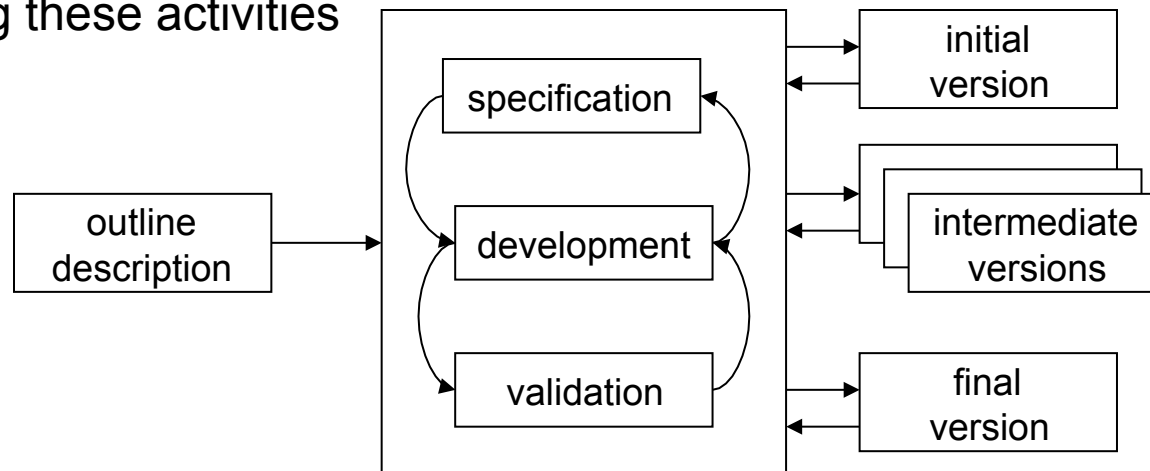 these activities
specification
development
validation
outline
description
initial
version
intermediate
versions
final
version